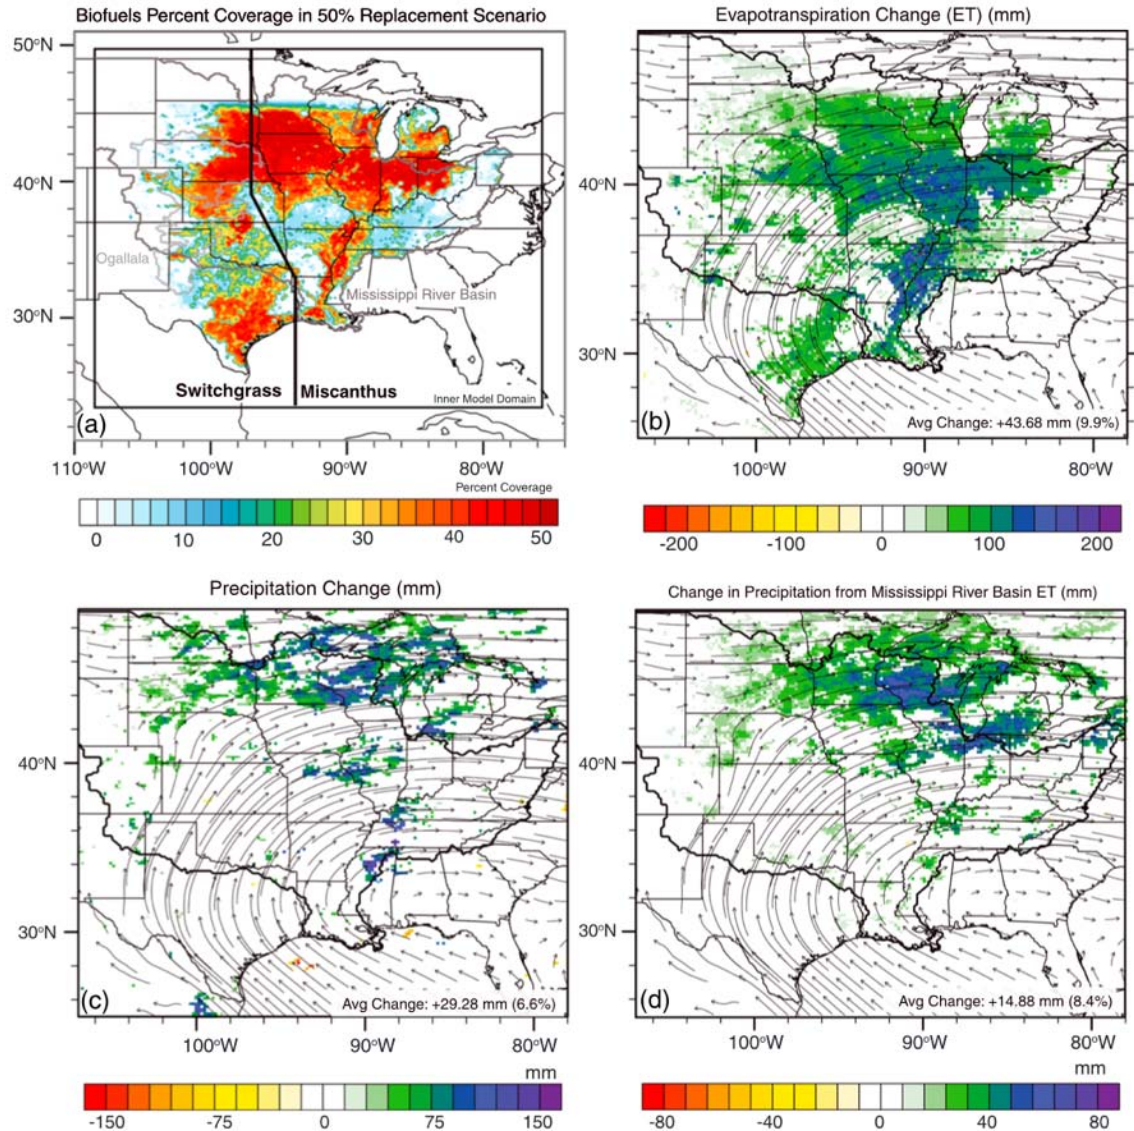 Biofuels Percent Coverage in 50% Replacement Scenario
50°N
40°N
30°N
Ogallala
Mississippi River Basin
Switchgrass
Miscanthus
Inner Model Domain
(a)
110°W 100°W 90°W 80°W
Percent Coverage
0 10 20 30 40 50
Evapotranspiration Change (ET) (mm)
40°N
30°N
(b)
Avg Change: +43.68 mm (9.9%)
100°W 90°W 80°W
-200 -100 0 100 200
Precipitation Change (mm)
40°N
30°N
(c)
Avg Change: +29.28 mm (6.6%)
100°W 90°W 80°W
mm
-150 -75 0 75 150
Change in Precipitation from Mississippi River Basin ET (mm)
40°N
30°N
(d)
Avg Change: +14.88 mm (8.4%)
100°W 90°W 80°W
mm
-80 -40 0 40 80